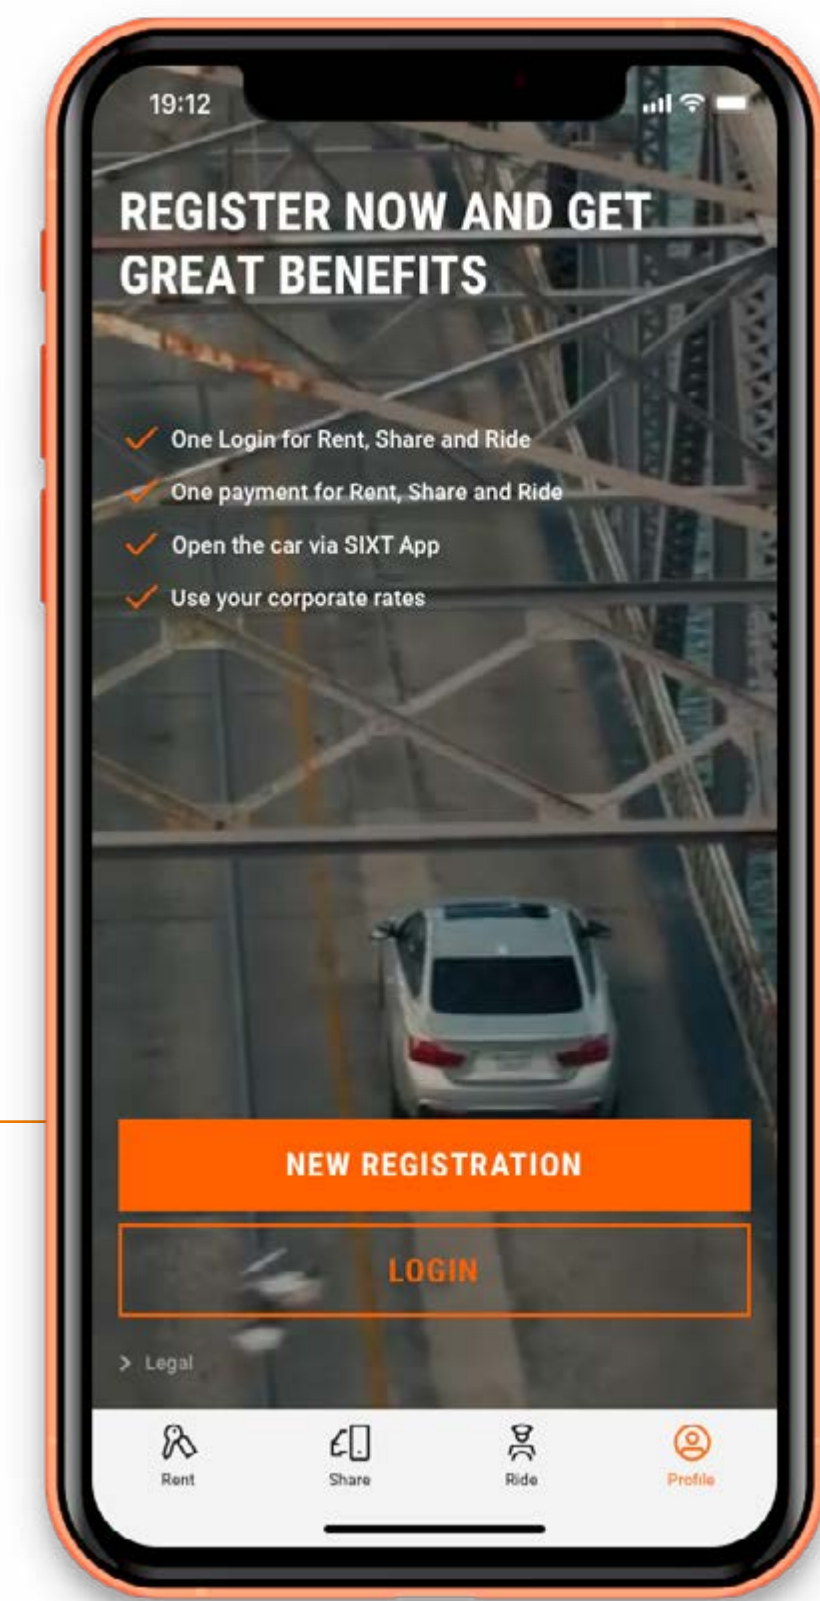 19:12
REGISTER NOW AND GET
GREAT BENEFITS
One Login for Rent, Share and Ride
One payment for Rent, Share and Ride
Open the car via SIXT App
Use your corporate rates
NEW REGISTRATION
LOGIN
> Legal
Rent Share Ride Profile